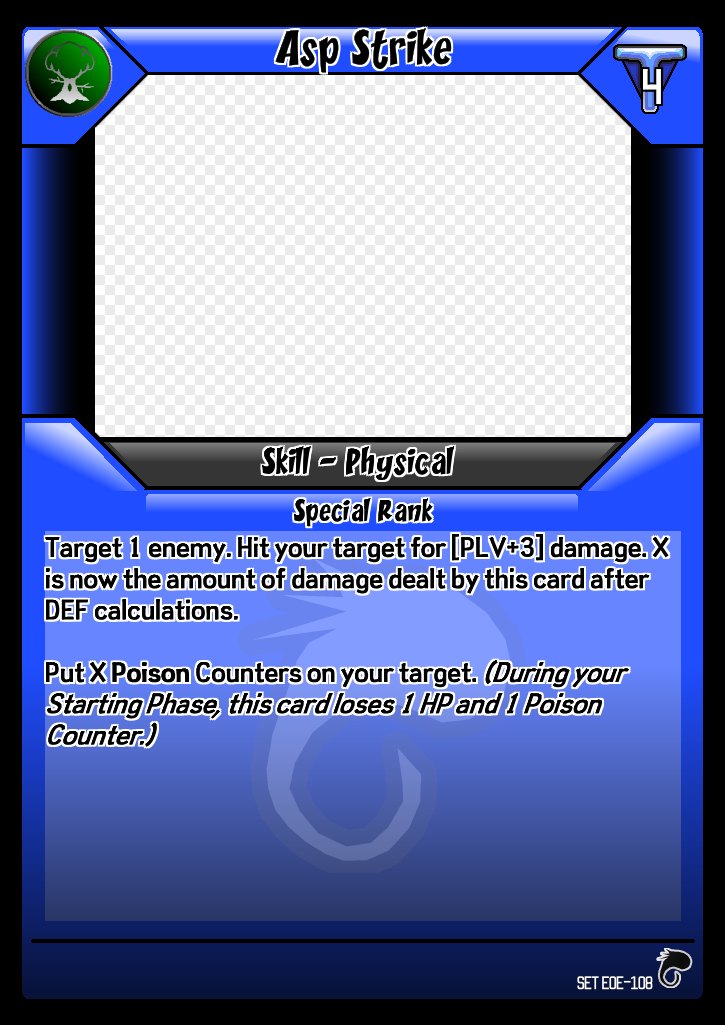 Asp Strike
4
Skill - Physical
Special Rank
Target 1 enemy. Hit your target for [PLV+3] damage. X
is now the amount of damage dealt by this card after
DEF calculations.
Put X Poison Counters on your target. (During your
Starting Phase, this card loses 1 HP and 1 Poison
Counter.)
SET EOE-108